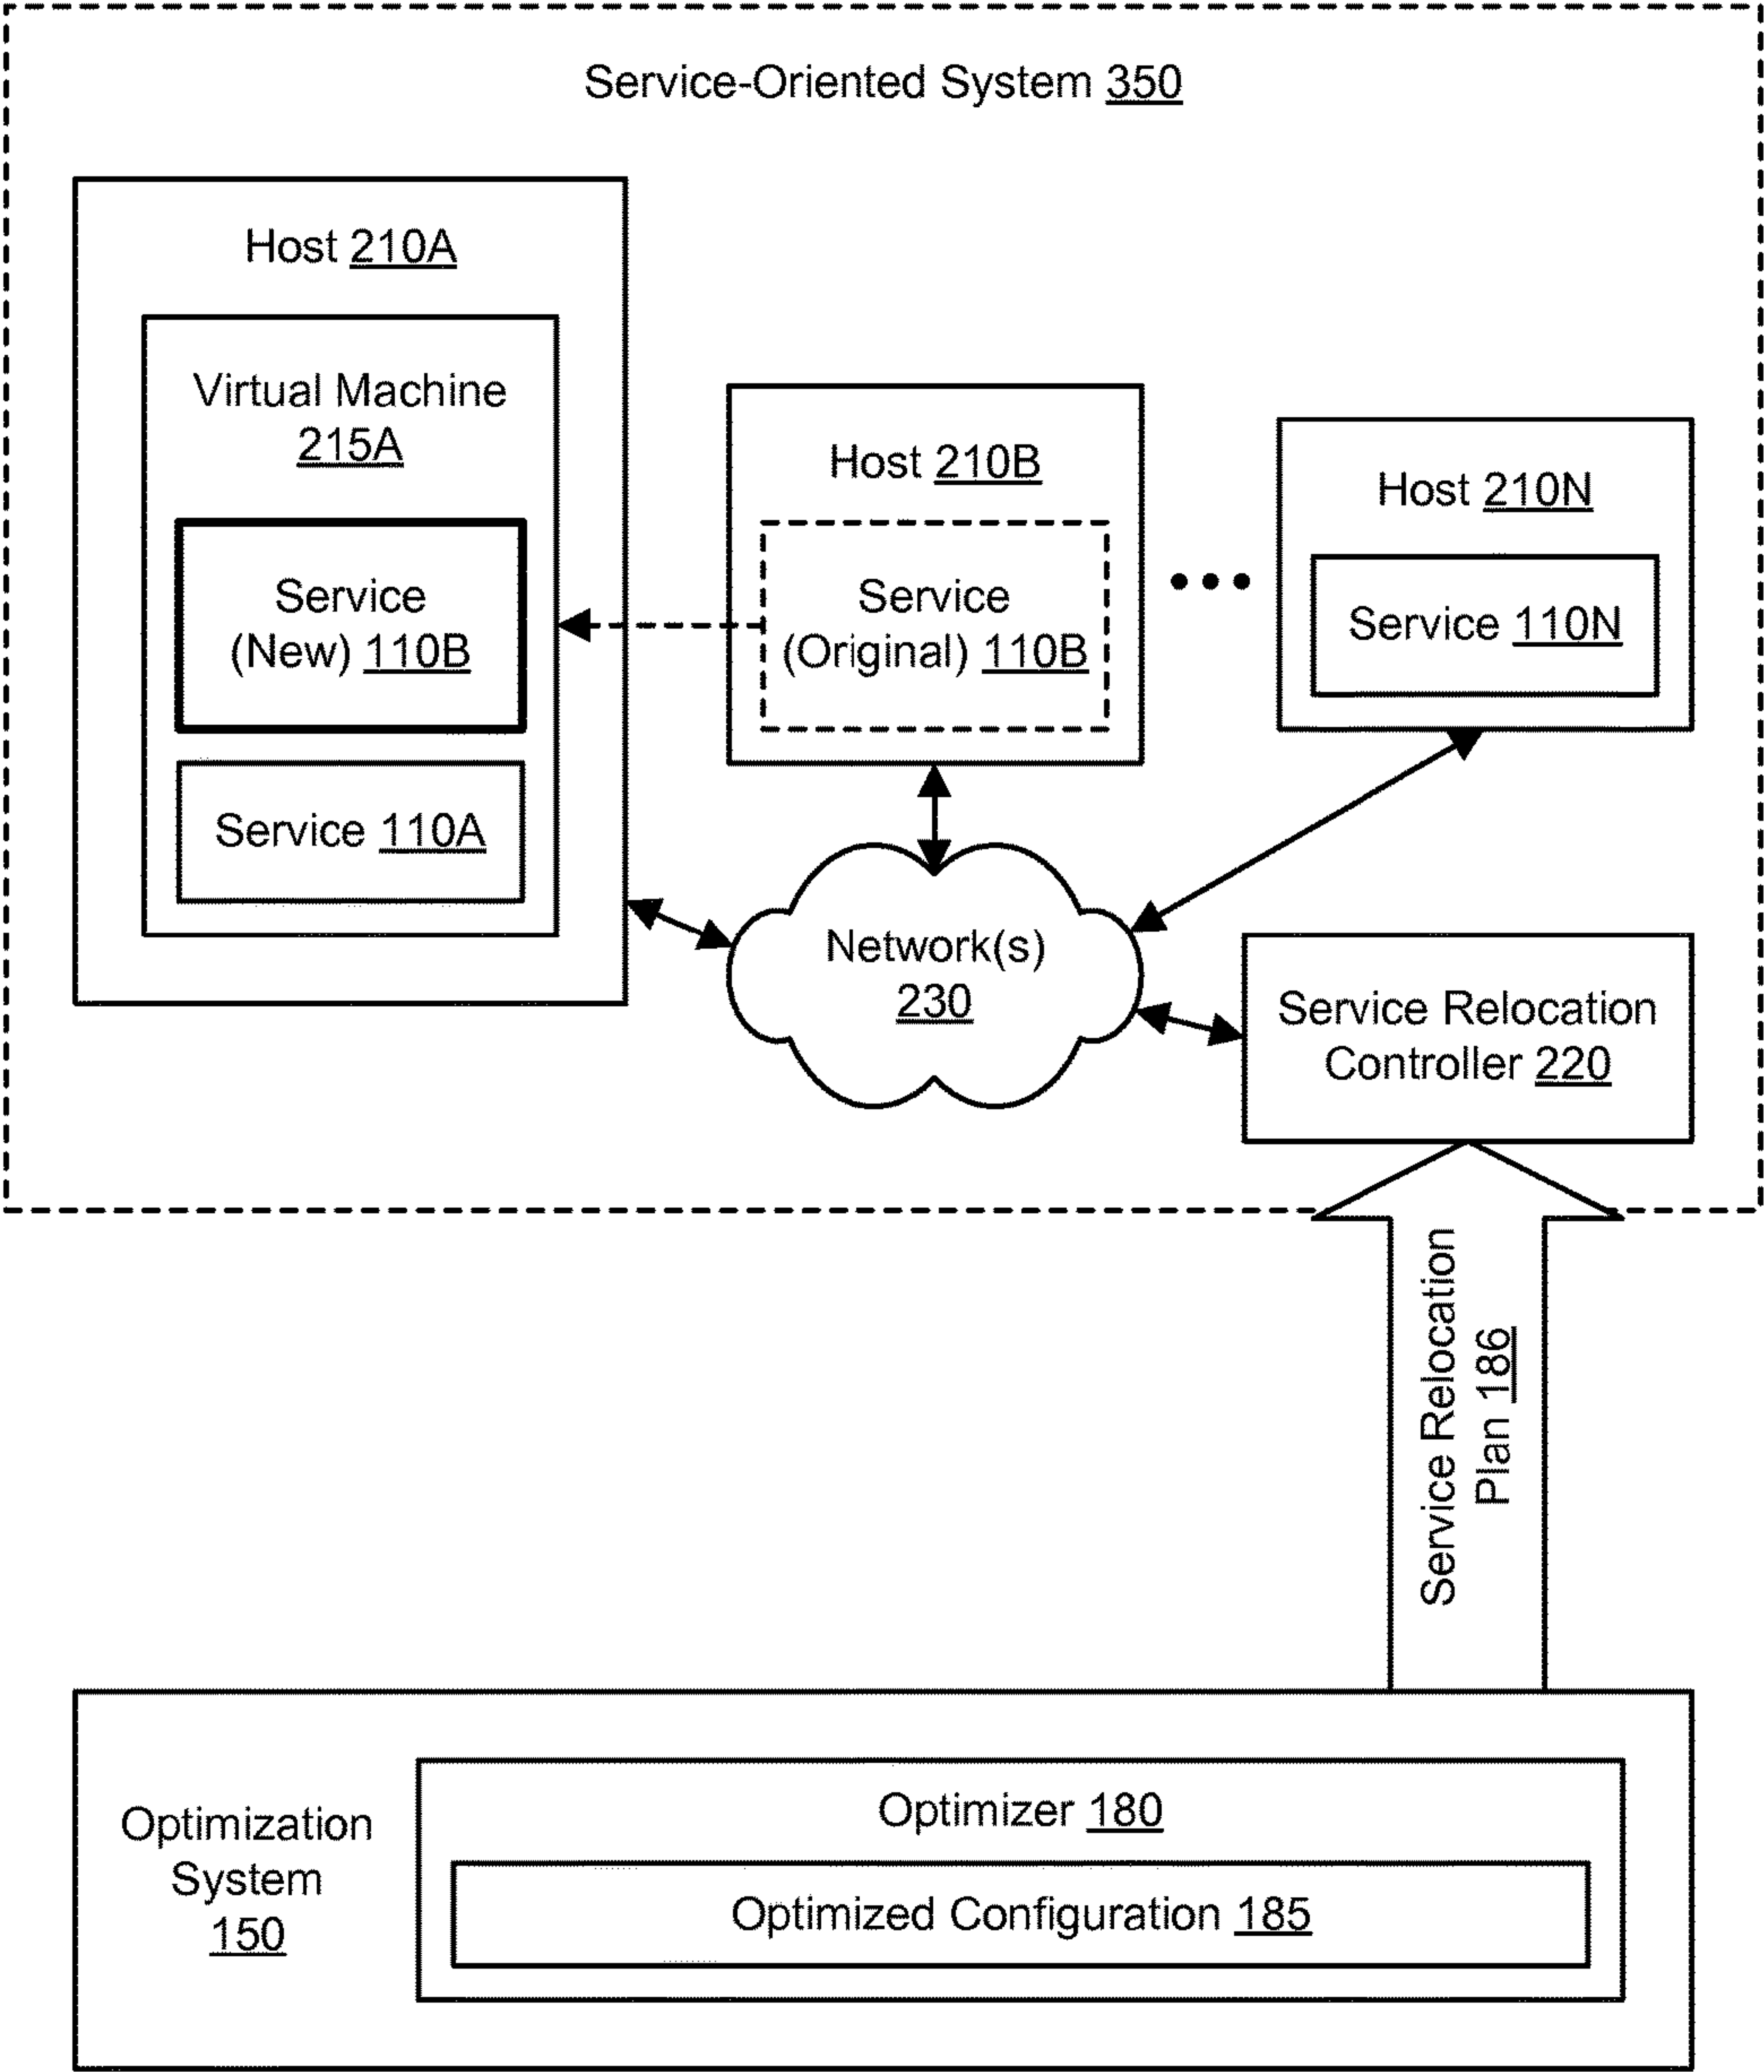 Service-Oriented System 350
Host 210A
Virtual Machine
215A
Service
(New) 110B
Service 110A
Host 210B
Service
(Original) 110B
Host 210N
Service 110N
Network(s)
230
Service Relocation
Controller 220
Service Relocation
Plan 186
Optimization
System
150
Optimizer 180
Optimized Configuration 185